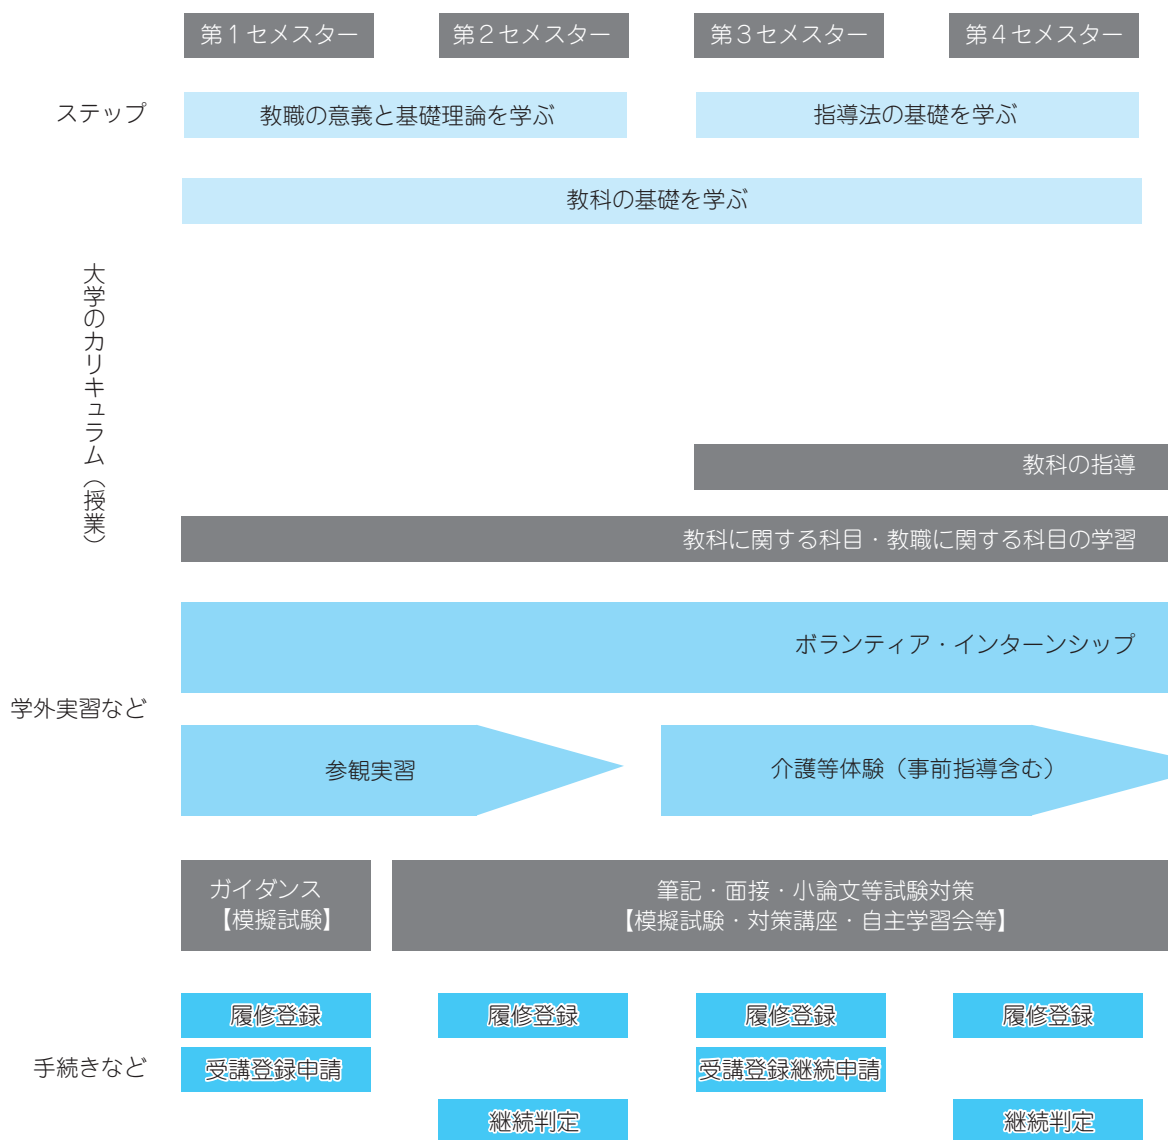 第１セメスター
第２セメスター
第３セメスター
第４セメスター
ステップ
教職の意義と基礎理論を学ぶ
指導法の基礎を学ぶ
教科の基礎を学ぶ
大学のカリキュラム（授業）
教科の指導
教科に関する科目・教職に関する科目の学習
ボランティア・インターンシップ
学外実習など
参観実習
介護等体験（事前指導含む）
ガイダンス
【模擬試験】
筆記・面接・小論文等試験対策
【模擬試験・対策講座・自主学習会等】
履修登録
履修登録
履修登録
履修登録
手続きなど
受講登録申請
受講登録継続申請
継続判定
継続判定